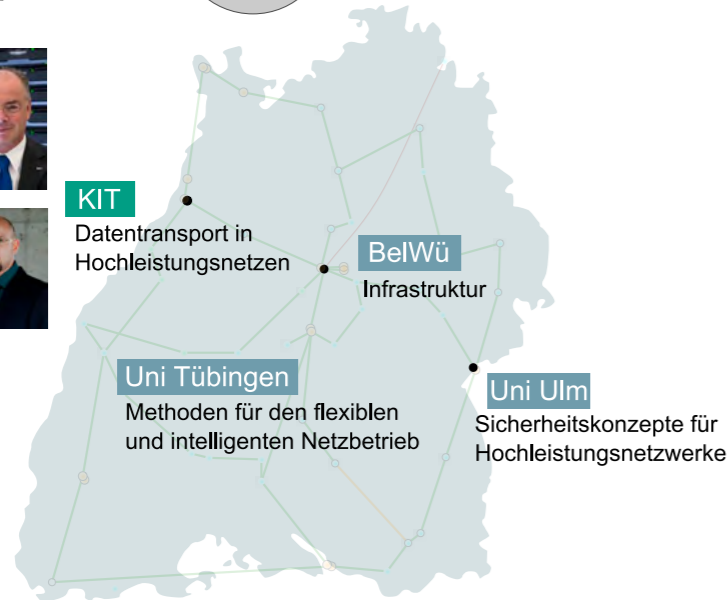 KIT
Datentransport in
Hochleistungsnetzen
BelWü
Infrastruktur
Uni Tübingen
Methoden für den flexiblen
und intelligenten Netzbetrieb
Uni Ulm
Sicherheitskonzepte für
Hochleistungsnetzwerke